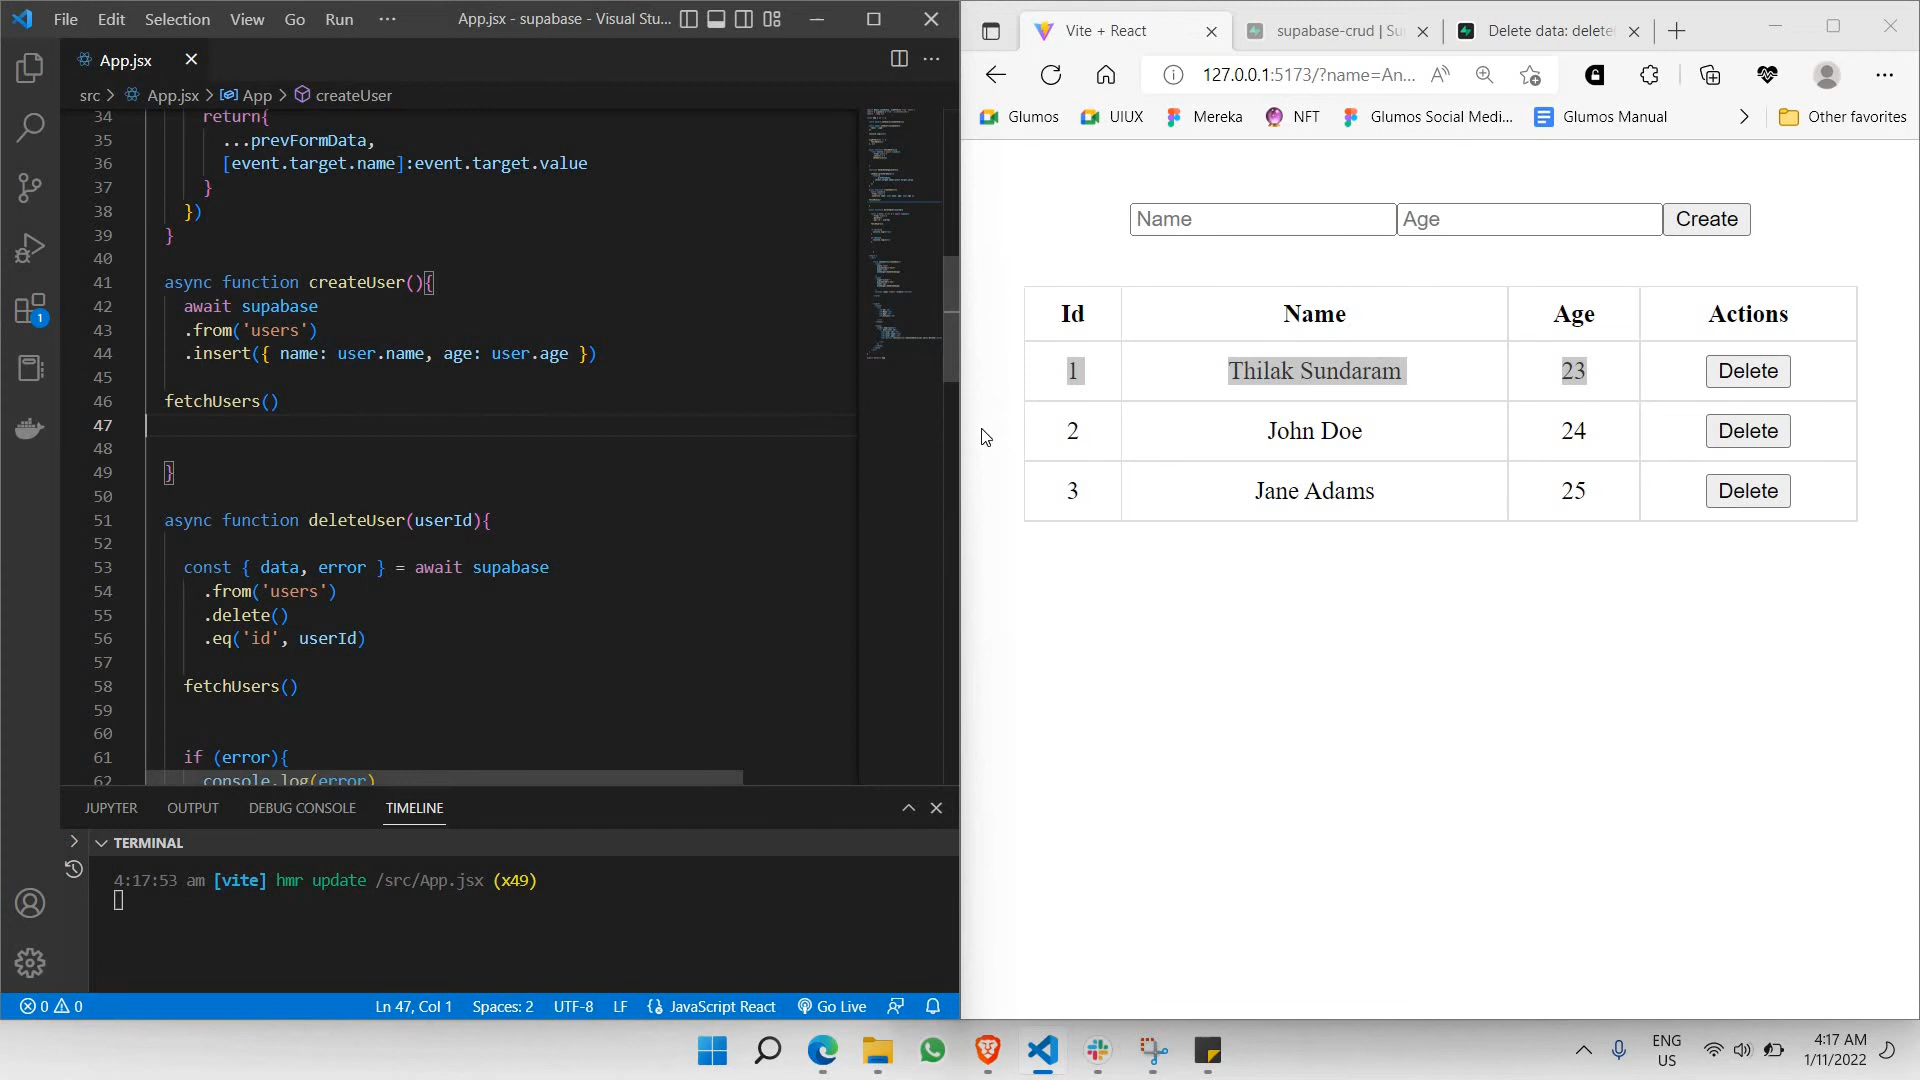 File Edit Selection View Go Run ··· App.jsx - supabase - Visual Stu...
App.jsx
src > App.jsx > App > createUser
34 return{
35 ...prevFormData,
36 [event.target.name]:event.target.value
37 }
38 })
39 }
40
41 async function createUser(){
42 await supabase
43 .from('users')
44 .insert({ name: user.name, age: user.age })
45
46 fetchUsers()
47
48
49 }
50
51 async function deleteUser(userId){
52
53 const { data, error } = await supabase
54 .from('users')
55 .delete()
56 .eq('id', userId)
57
58 fetchUsers()
59
60
61 if (error){
62 console.log(error)
1
JUPYTER OUTPUT DEBUG CONSOLE TIMELINE
TERMINAL
4:17:53 am [vite] hmr update /src/App.jsx (x49)
0 0 Ln 47, Col 1 Spaces: 2 UTF-8 LF JavaScript React Go Live
Vite + React supabase-crud | Su Delete data: delete
127.0.0.1:5173/?name=An...
Glumos UIUX Mereka NFT Glumos Social Medi... Glumos Manual Other favorites
Name Age Create
Id Name Age Actions
1 Thilak Sundaram 23 Delete
2 John Doe 24 Delete
3 Jane Adams 25 Delete
ENG
US
4:17 AM
1/11/2022